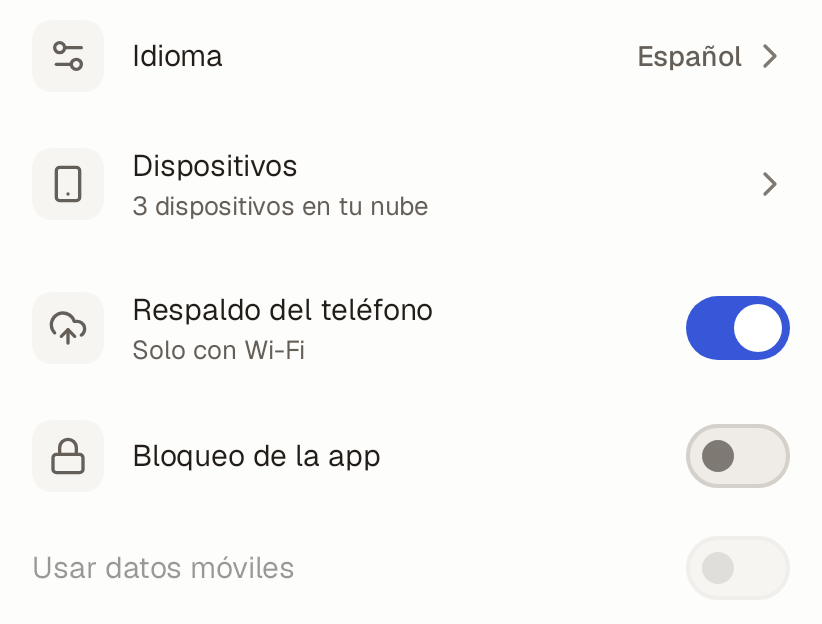 Idioma
Español
Dispositivos
3 dispositivos en tu nube
Respaldo del teléfono
Solo con Wi-Fi
Bloqueo de la app
Usar datos móviles